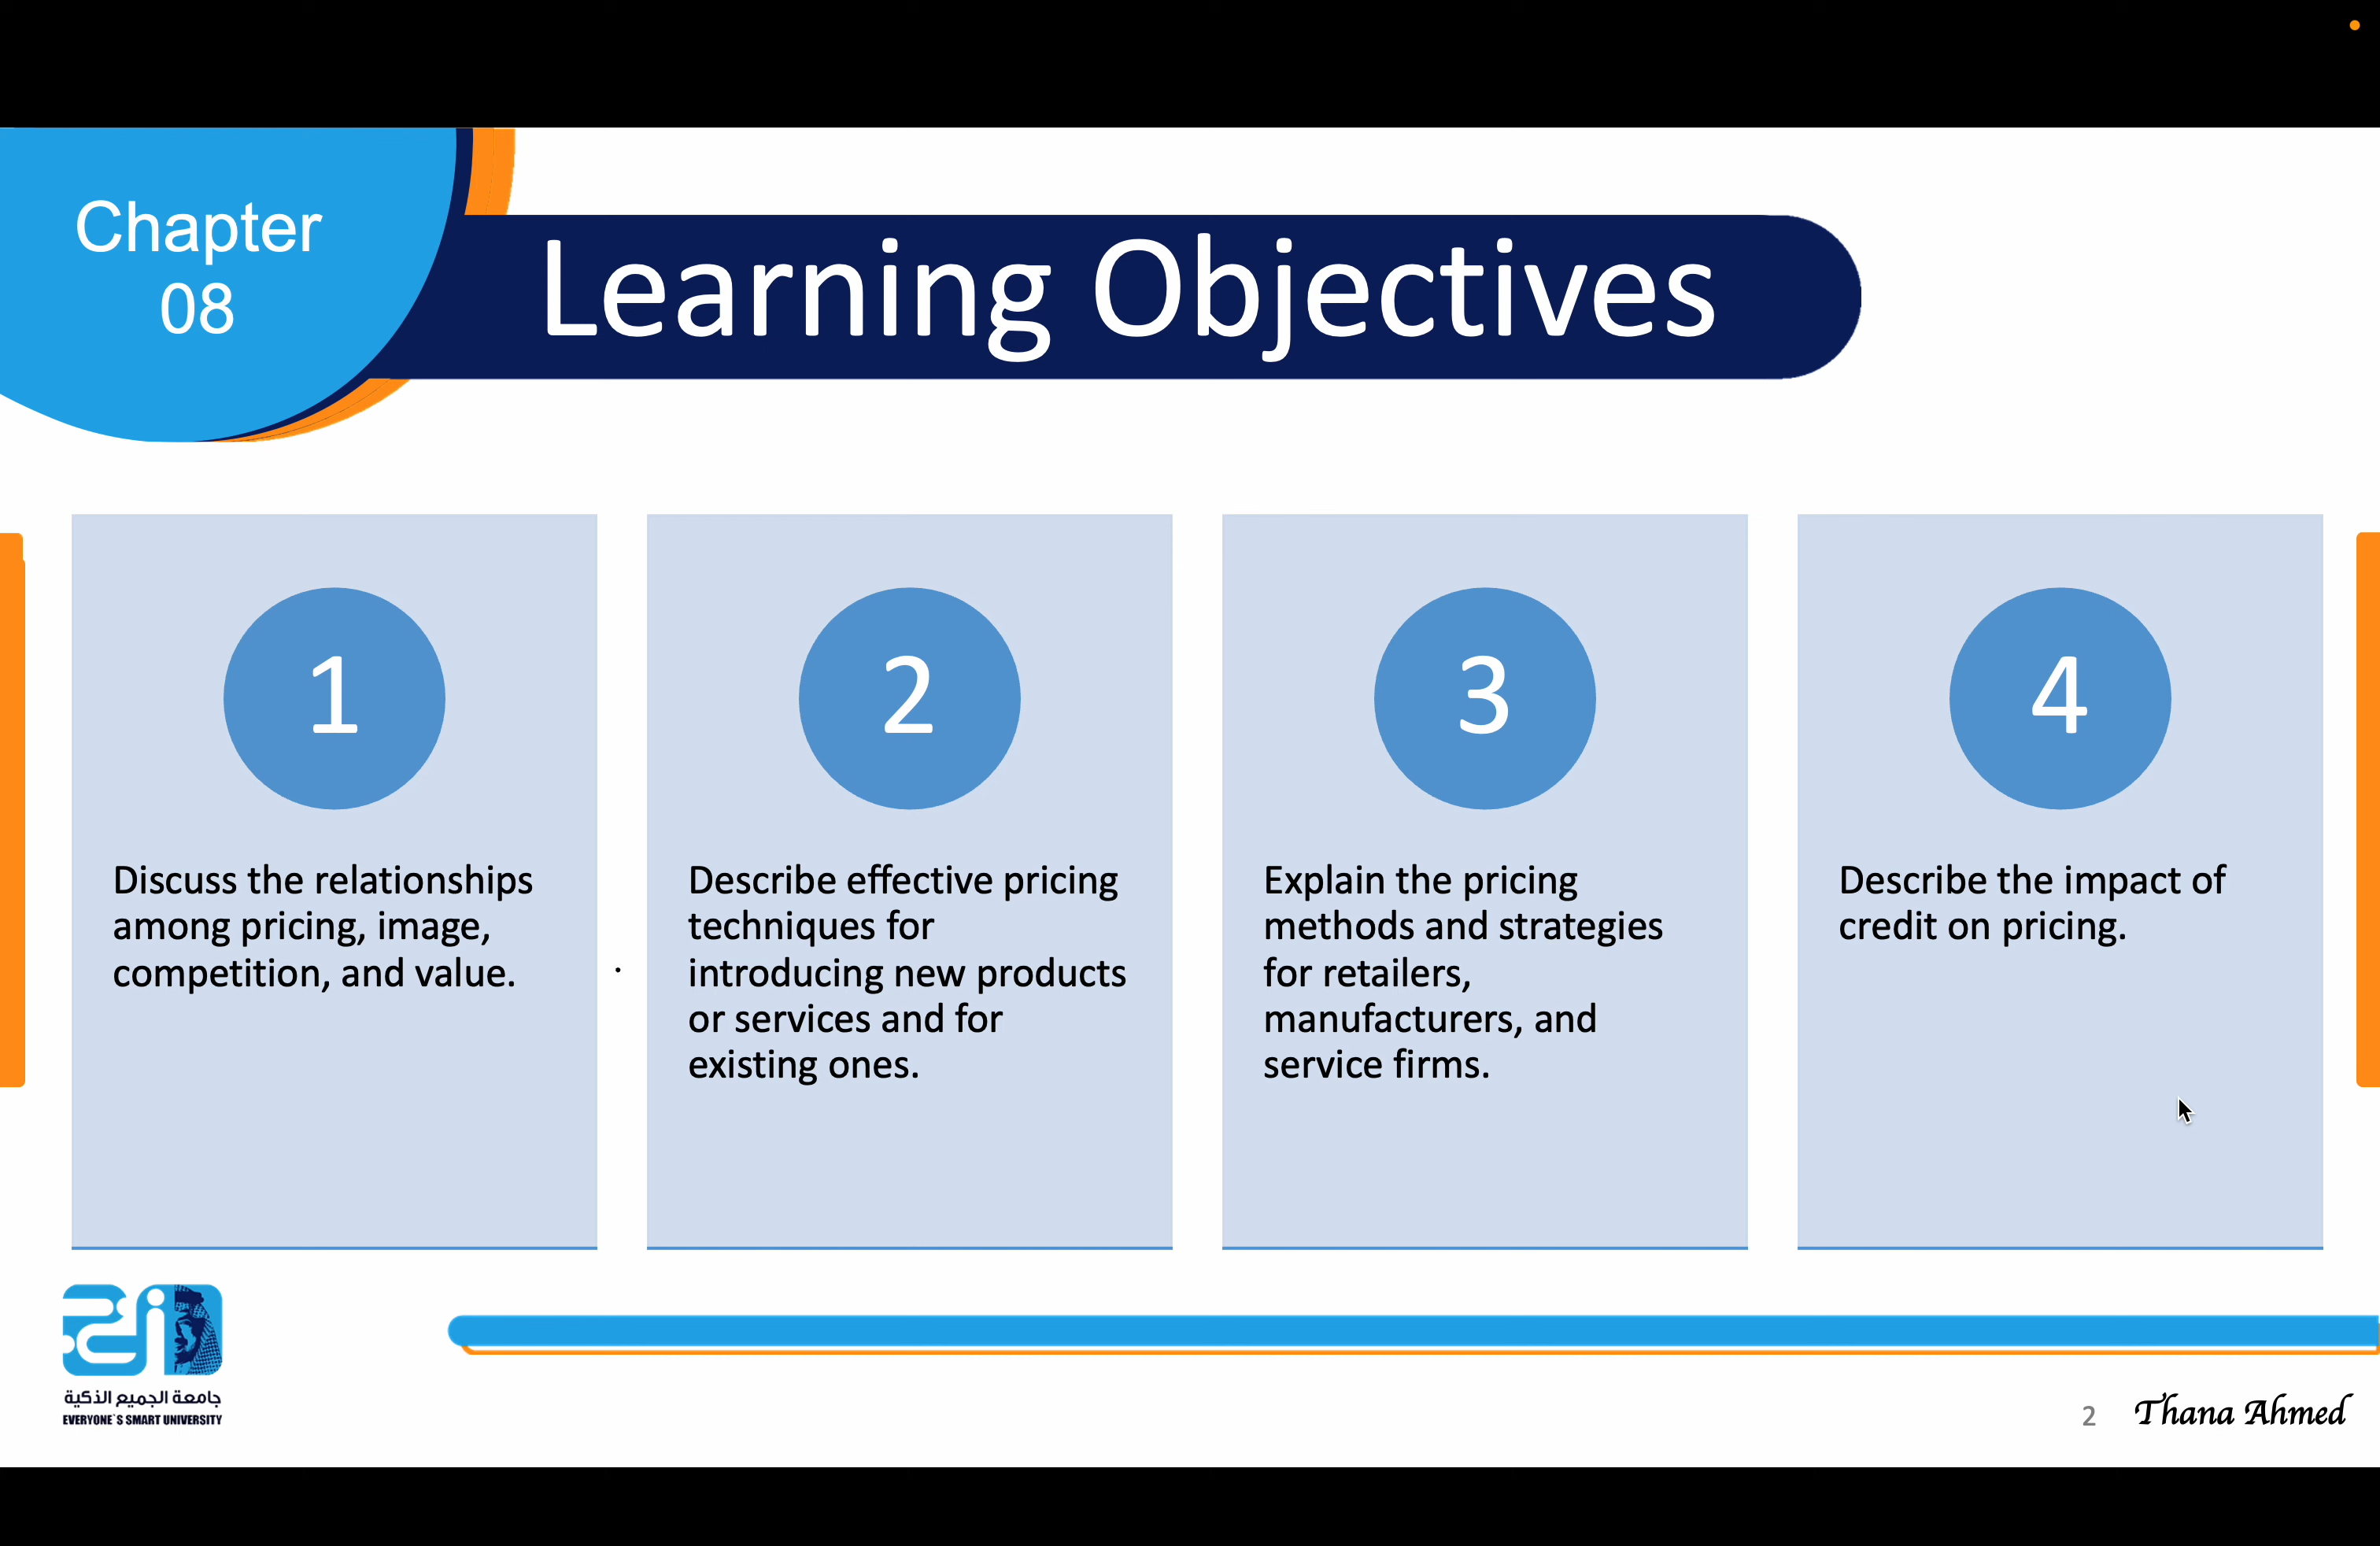 Chapter
08
Learning Objectives
1
Discuss the relationships
among pricing, image,
competition, and value.
.
2
Describe effective pricing
techniques for
introducing new products
or services and for
existing ones.
3
Explain the pricing
methods and strategies
for retailers,
manufacturers, and
service firms.
4
Describe the impact of
credit on pricing.
جامعة الجميع الذكية
EVERYONE`S SMART UNIVERSITY
2
Thana Ahmed